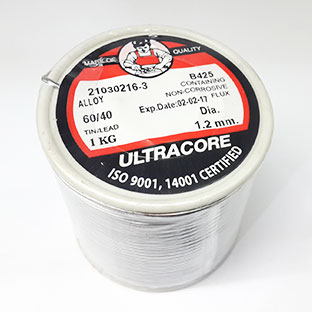 MADE OF QUALITY
21030216-3
B425
ALLOY
CONTAINING
NON-CORROSIVE
60/40
Exp.Date:02-02-17 FLUX
TIN/LEAD
Dia.
1 KG
1.2 mm.
ULTRACORE
ISO 9001, 14001 CERTIFIED